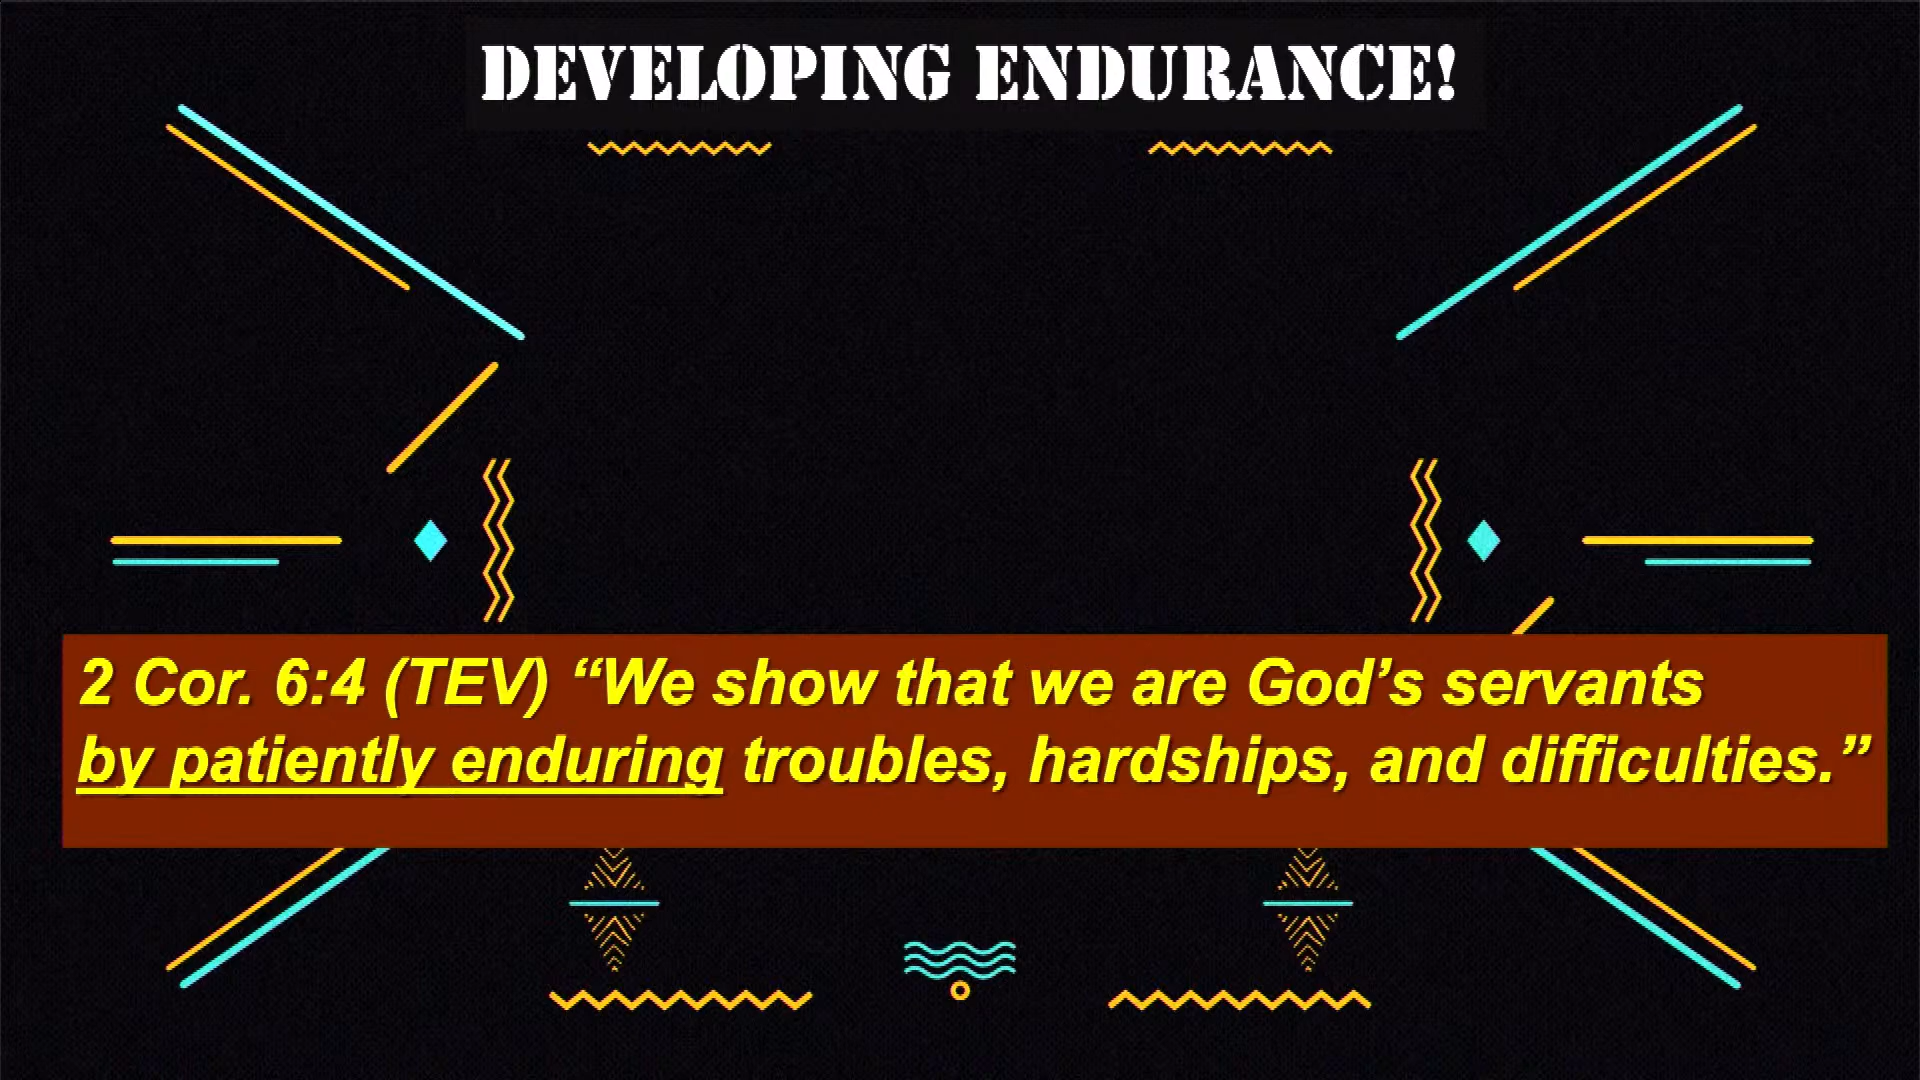 DEVELOPING ENDURANCE!
2 Cor. 6:4 (TEV) “We show that we are God’s servants
by patiently enduring troubles, hardships, and difficulties.”